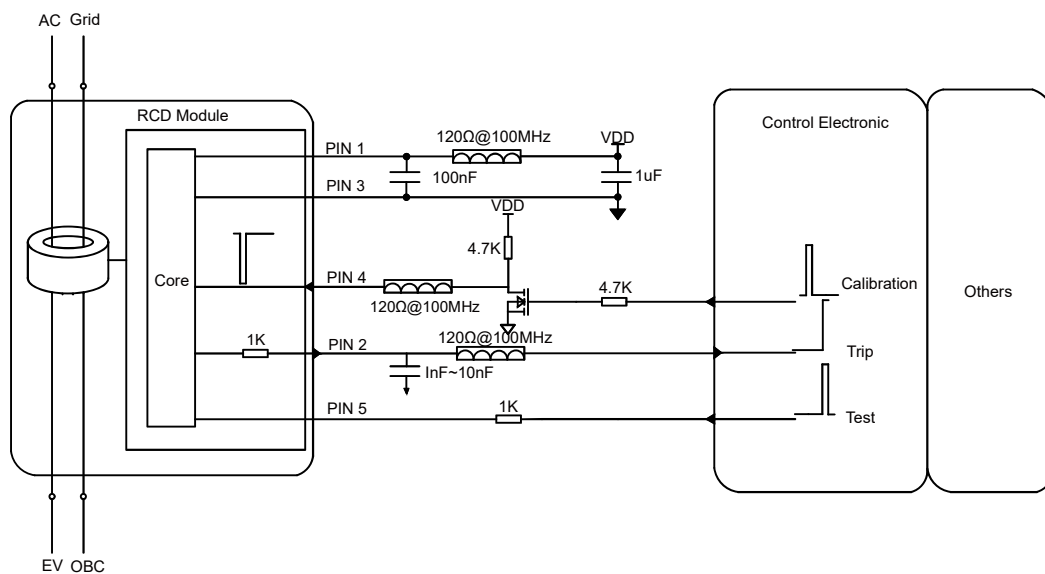 AC Grid
RCD Module
Control Electronic
120Ω@100MHz
VDD
PIN 1
100nF
1uF
PIN 3
VDD
4.7K
Core
PIN 4
120Ω@100MHz
4.7K
Calibration
Others
1K
PIN 2
120Ω@100MHz
Trip
InF~10nF
PIN 5
1K
Test
EV OBC